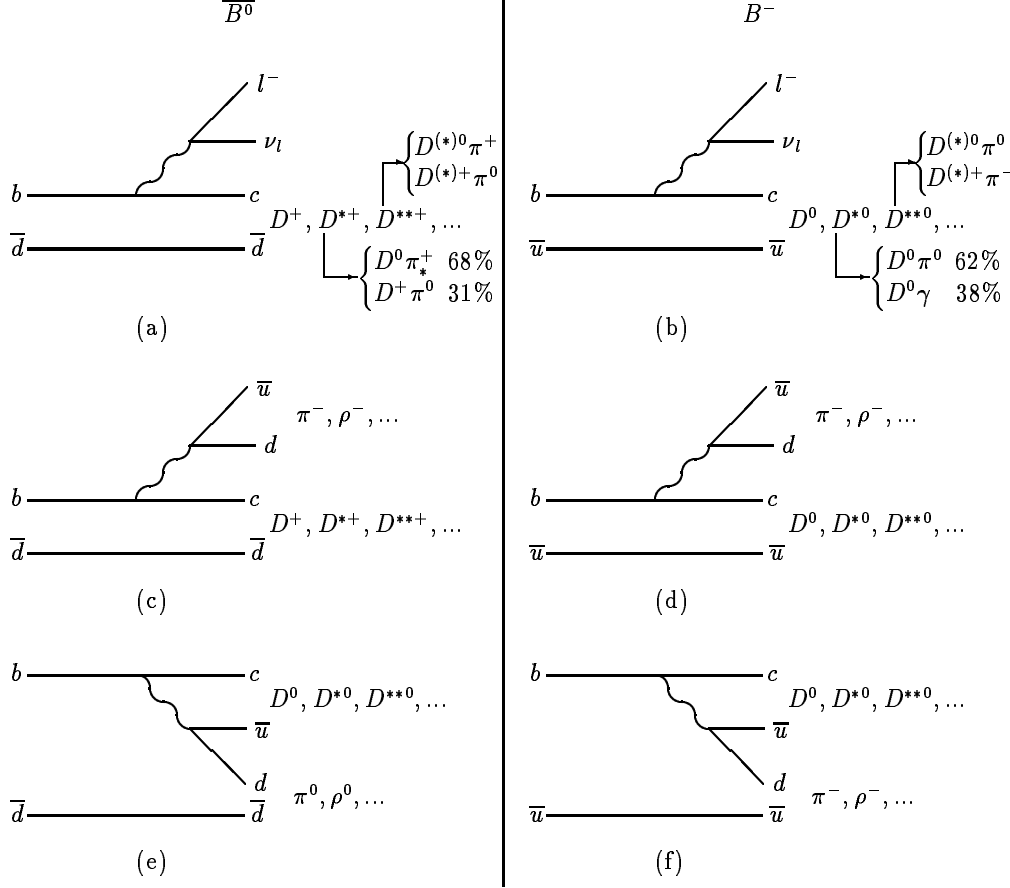 B̅⁰
B⁻
l⁻
ν_l
D⁽*⁾⁰π⁺
D⁽*⁾⁺π⁰
b
c
D⁺, D*⁺, D**⁺, ...
d̅
d̅
D⁰π⁺ 68%
*
D⁺π⁰ 31%
(a)
l⁻
ν_l
D⁽*⁾⁰π⁰
D⁽*⁾⁺π⁻
b
c
D⁰, D*⁰, D**⁰, ...
u̅
u̅
D⁰π⁰ 62%
D⁰γ 38%
(b)
u̅
π⁻, ρ⁻, ...
d
b
c
D⁺, D*⁺, D**⁺, ...
d̅
d̅
(c)
u̅
π⁻, ρ⁻, ...
d
b
c
D⁰, D*⁰, D**⁰, ...
u̅
u̅
(d)
b
c
D⁰, D*⁰, D**⁰, ...
u̅
d
π⁰, ρ⁰, ...
d̅
d̅
(e)
b
c
D⁰, D*⁰, D**⁰, ...
u̅
d
π⁻, ρ⁻, ...
u̅
u̅
(f)